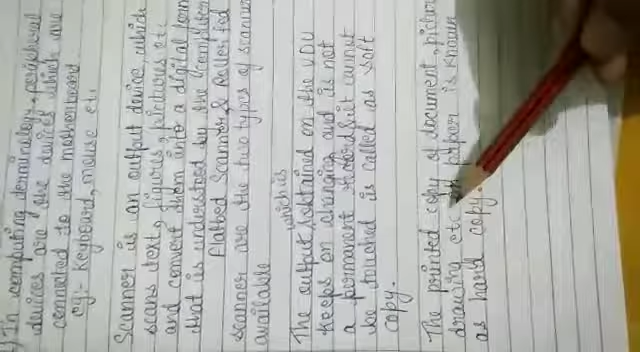 1) In computing terminology, peripheral
devices are the devices which are
connected to the motherboard
eg:- Keyboard, mouse etc.
Scanner is an output device, which
scans text, figures, pictures etc.
and convert them into a digital form
that is understood by the computer
Flatbed Scanner & Roller fed
scanner are the two types of scanners
available
which is
The output obtained on the VDU
keeps on changing and is not
a permanent record & it cannot
be touched is called as soft
copy.
The printed copy of document, picture
drawing etc on paper is known
as hard copy.